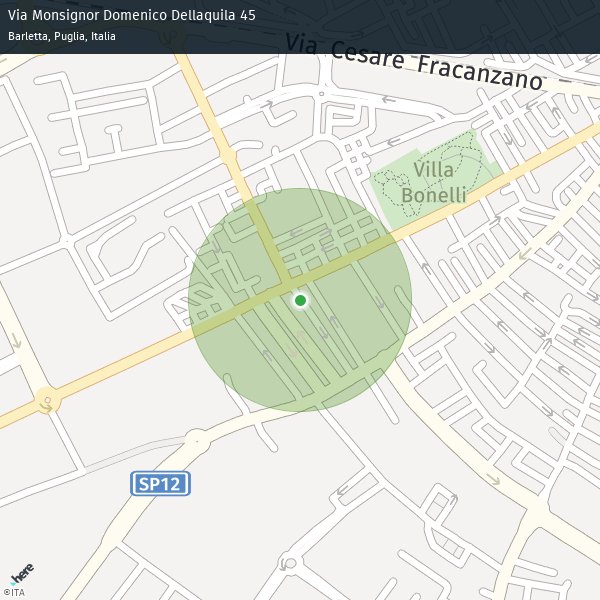 Via Monsignor Domenico Dellaquila 45
Barletta, Puglia, Italia
Via Cesare Fracanzano
Villa
Bonelli
SP12
here
©ITA